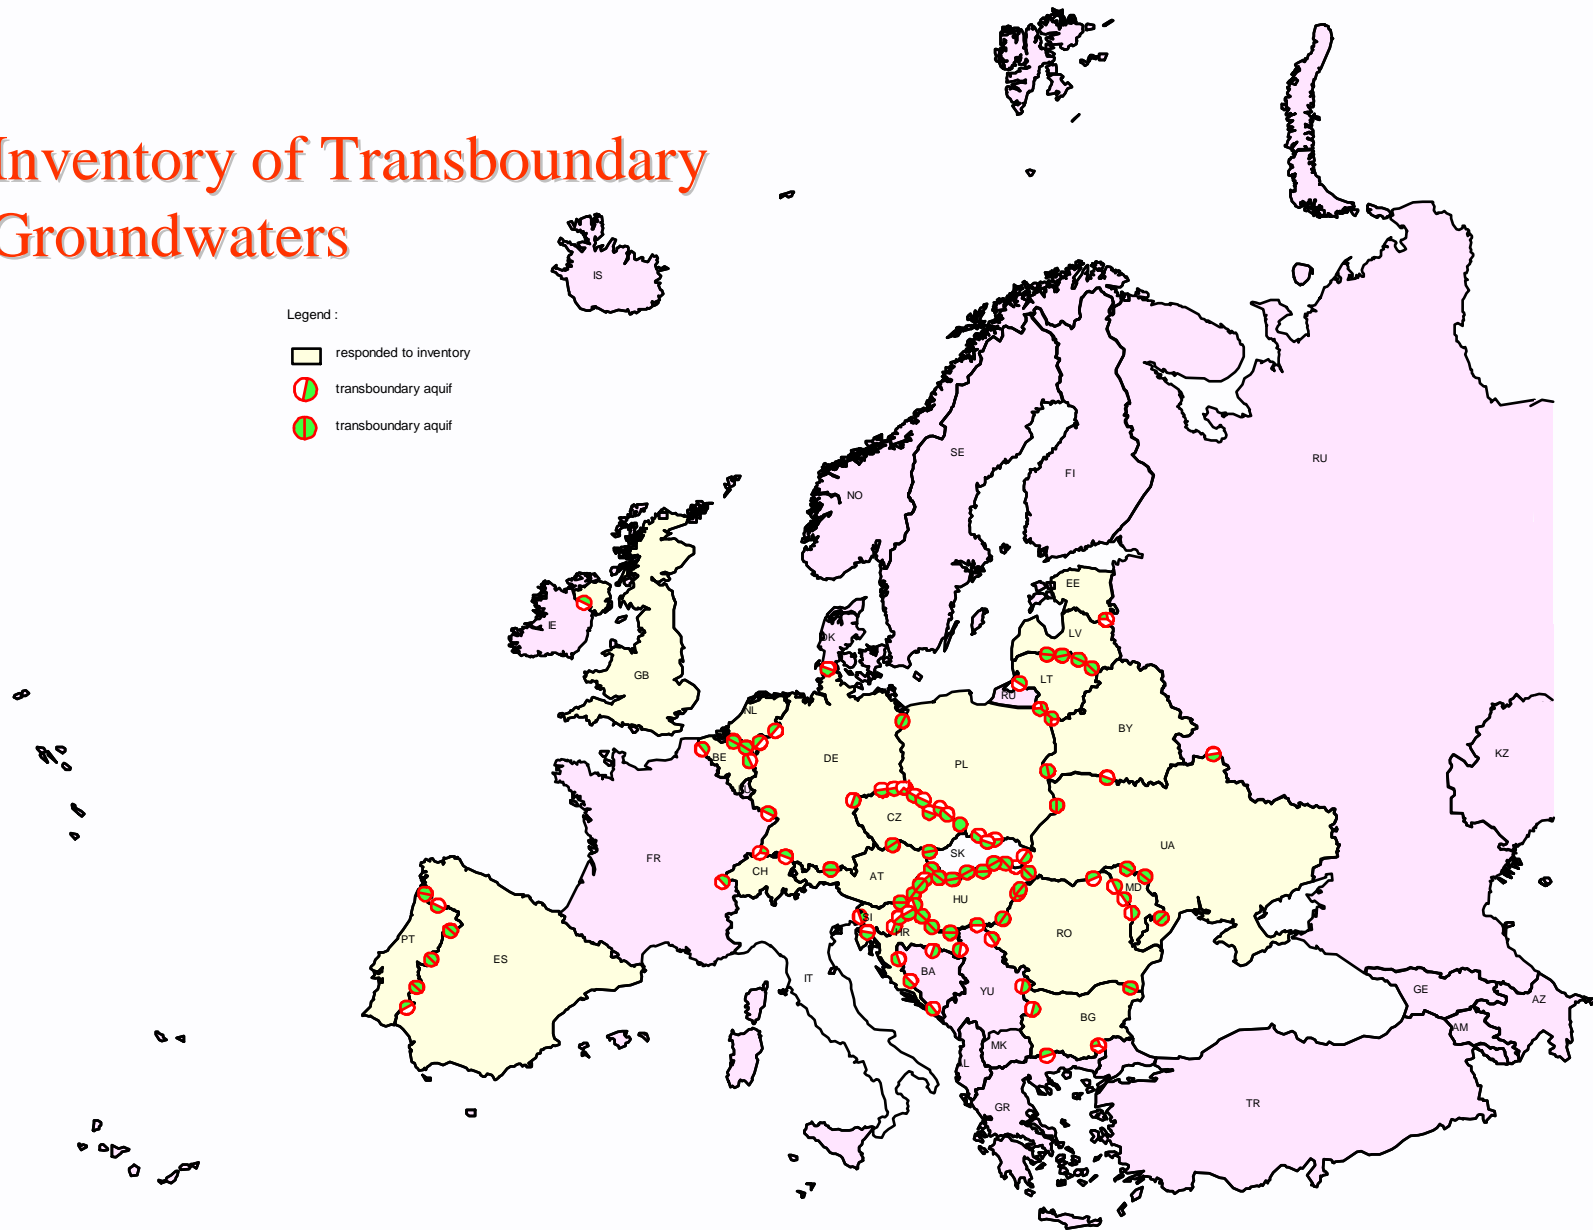 Inventory of Transboundary
Groundwaters
IS
Legend :
responded to inventory
transboundary aquif
transboundary aquif
SE
RU
FI
NO
EE
IE
LV
DK
GB
LT
RU
NL
BY
BE
DE
PL
KZ
CZ
UA
FR
SK
CH
AT
MD
HU
SI
PT
HR
RO
ES
IT
BA
YU
GE
AZ
BG
AM
MK
L
GR
TR